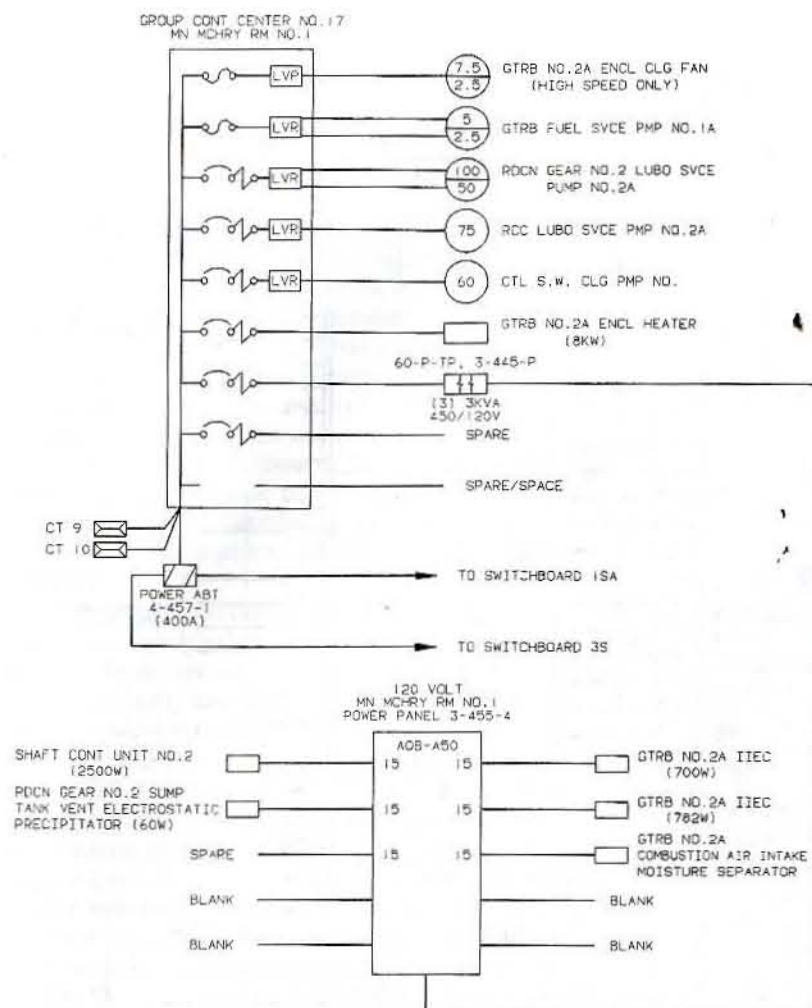 GROUP CONT CENTER NO.17
MN MCHRY RM NO.1
LVP
7.5
2.5
GTRB NO.2A ENCL CLG FAN
(HIGH SPEED ONLY)
LVR
5
2.5
GTRB FUEL SVCE PMP NO.1A
LVR
100
50
RDCN GEAR NO.2 LUBO SVCE
PUMP NO.2A
LVR
75
RCC LUBO SVCE PMP NO.2A
LVR
60
CTL S.W. CLG PMP NO.
GTRB NO.2A ENCL HEATER
(8KW)
60-P-TP, 3-445-P
(3) 3KVA
450/120V
SPARE
SPARE/SPACE
CT 9
CT 10
POWER ABT
4-457-1
(400A)
TO SWITCHBOARD 1SA
TO SWITCHBOARD 3S
120 VOLT
MN MCHRY RM NO.1
POWER PANEL 3-455-4
AQB-A50
SHAFT CONT UNIT NO.2
(2500W)
15 15
GTRB NO.2A IIEC
(700W)
RDCN GEAR NO.2 SUMP
TANK VENT ELECTROSTATIC
PRECIPITATOR (60W)
15 15
GTRB NO.2A IIEC
(782W)
SPARE
15 15
GTRB NO.2A
COMBUSTION AIR INTAKE
MOISTURE SEPARATOR
BLANK
BLANK
BLANK
BLANK